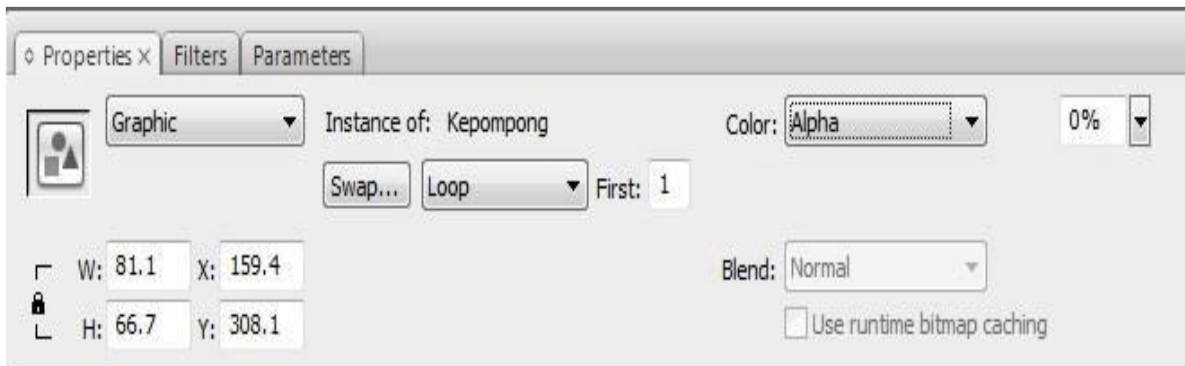 Properties × Filters Parameters
Graphic Instance of: Kepompong Color: Alpha 0%
Swap... Loop First: 1
W: 81.1 X: 159.4 Blend: Normal
H: 66.7 Y: 308.1 Use runtime bitmap caching